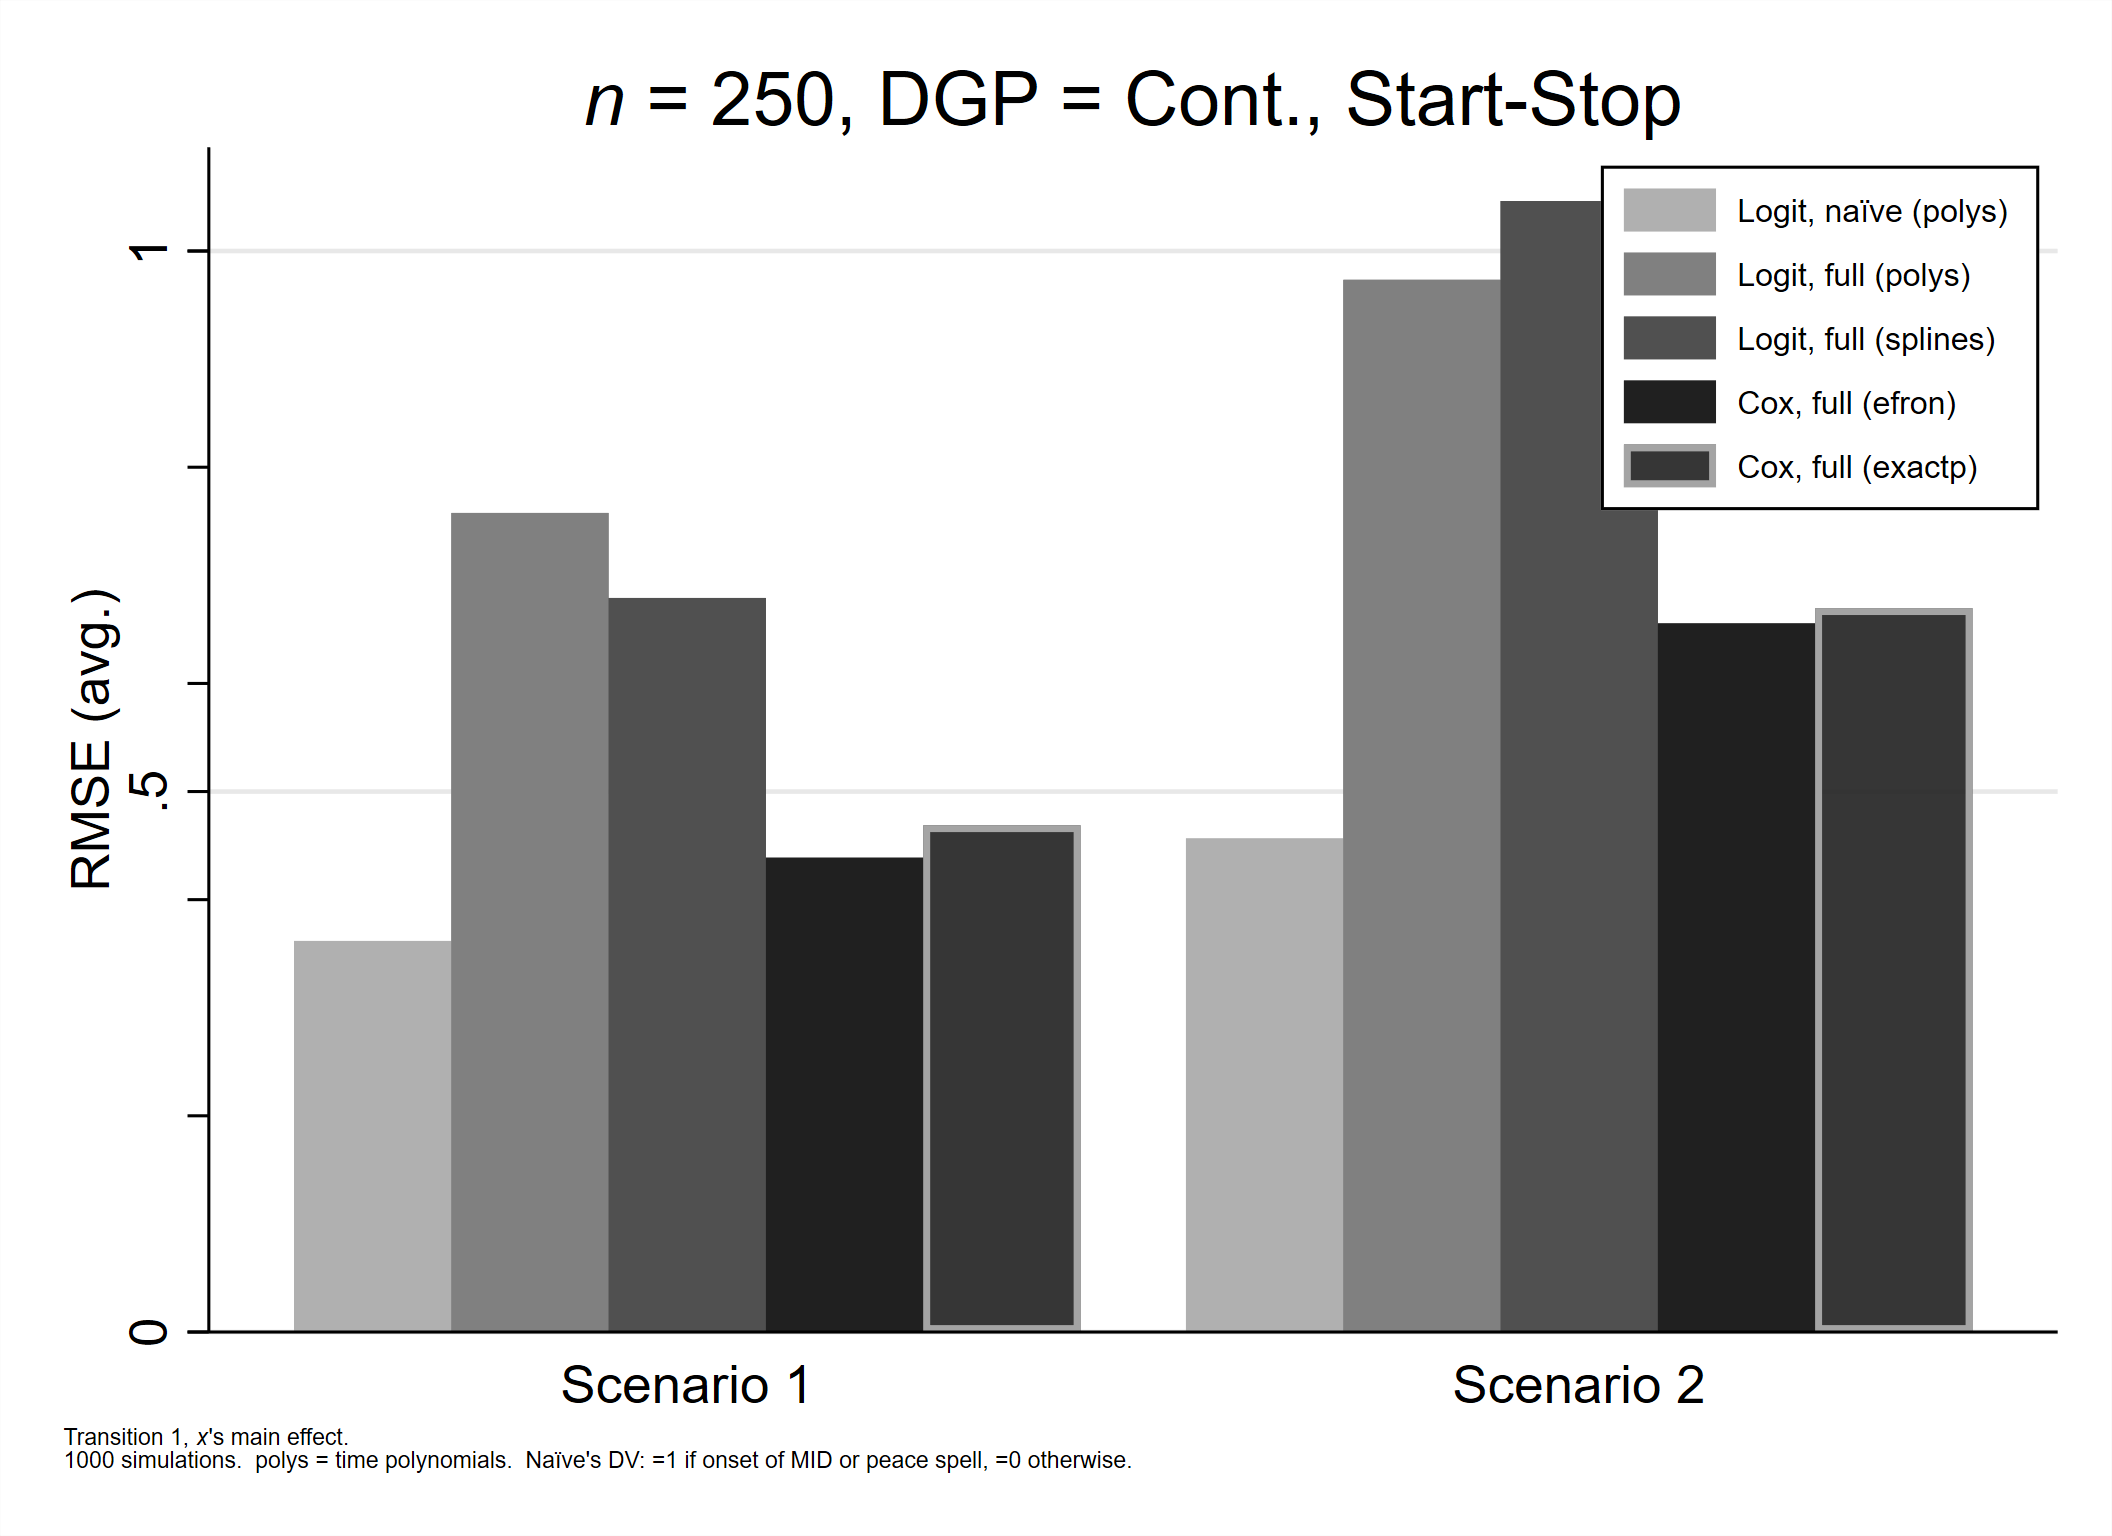 n = 250, DGP = Cont., Start-Stop
Logit, naïve (polys)
Logit, full (polys)
Logit, full (splines)
Cox, full (efron)
Cox, full (exactp)
RMSE (avg.)
1
.5
0
Scenario 1
Scenario 2
Transition 1, x's main effect.
1000 simulations.  polys = time polynomials.  Naïve's DV: =1 if onset of MID or peace spell, =0 otherwise.